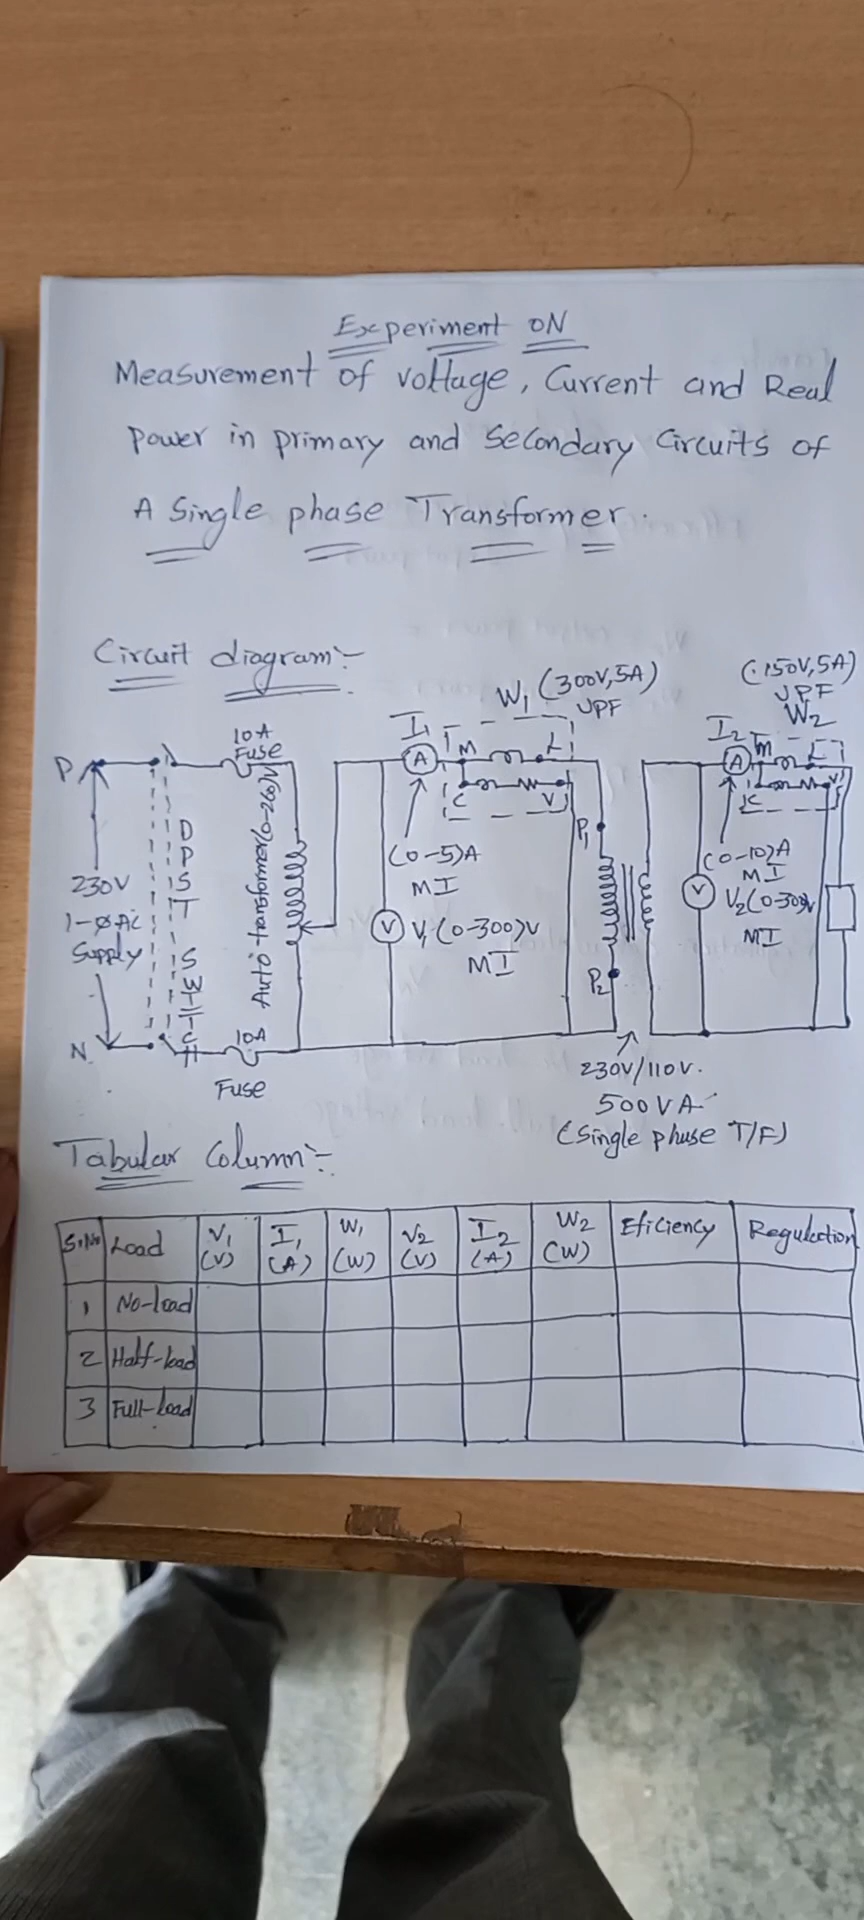 Experiment ON
Measurement of voltage, Current and Real
power in primary and Secondary Circuits of
A Single phase Transformer.
Circuit diagram:-
P
230V
1-Ø AC
Supply
N
DPST SWITCH
10A
Fuse
10A
Fuse
Auto transformer(0-260)V
I1
A
(0-5)A
MI
W1 (300V,5A)
UPF
M
L
C
V
V
V1(0-300)V
MI
P1
P2
230V/110V.
500VA
(Single phase T/F)
(150V,5A)
UPF
W2
I2
A
M
L
C
V
(0-10)A
MI
V
V2(0-300)V
MI
Tabular Column:-
S.No Load V1 (V) I1 (A) W1 (W) V2 (V) I2 (A) W2 (W) Eficiency Regulation
1 No-load
2 Half-load
3 Full-load